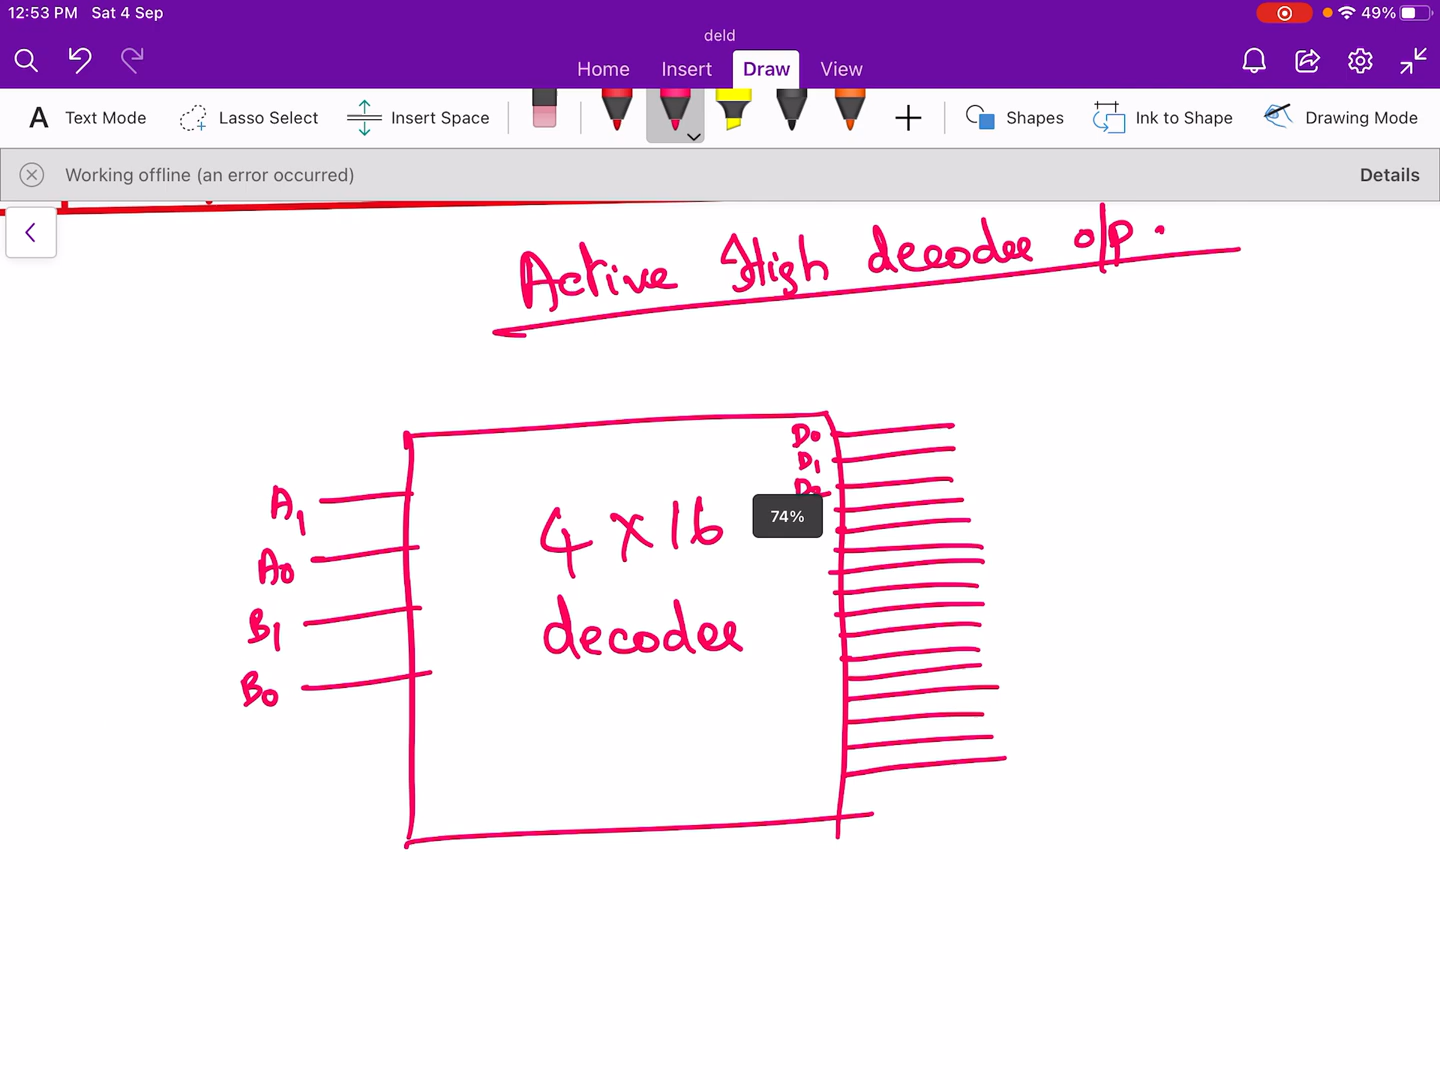 12:53 PM Sat 4 Sep
49%
deld
Home Insert Draw View
A Text Mode Lasso Select Insert Space Shapes Ink to Shape Drawing Mode
Working offline (an error occurred) Details
Active High decoder o/p.
D0
D1
D2
74%
A1
A0
B1
B0
4 X 16
decoder